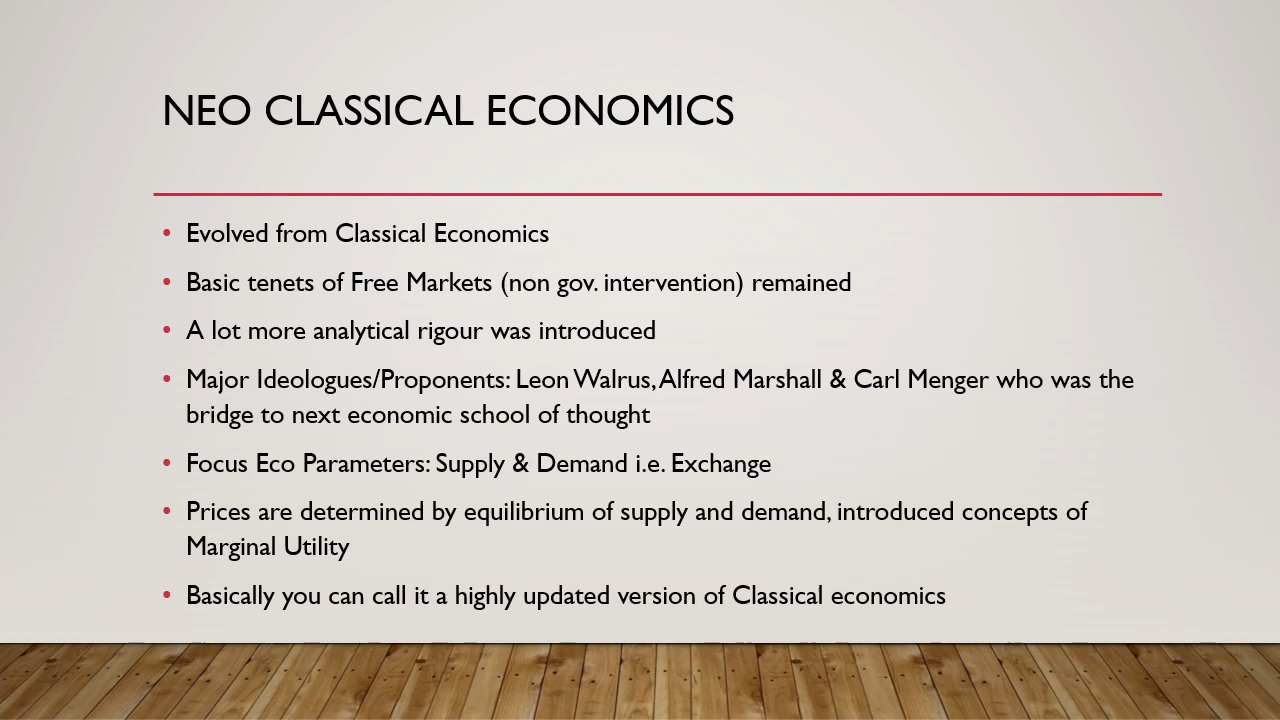 NEO CLASSICAL ECONOMICS
• Evolved from Classical Economics
• Basic tenets of Free Markets (non gov. intervention) remained
• A lot more analytical rigour was introduced
• Major Ideologues/Proponents: Leon Walrus, Alfred Marshall & Carl Menger who was the
bridge to next economic school of thought
• Focus Eco Parameters: Supply & Demand i.e. Exchange
• Prices are determined by equilibrium of supply and demand, introduced concepts of
Marginal Utility
• Basically you can call it a highly updated version of Classical economics